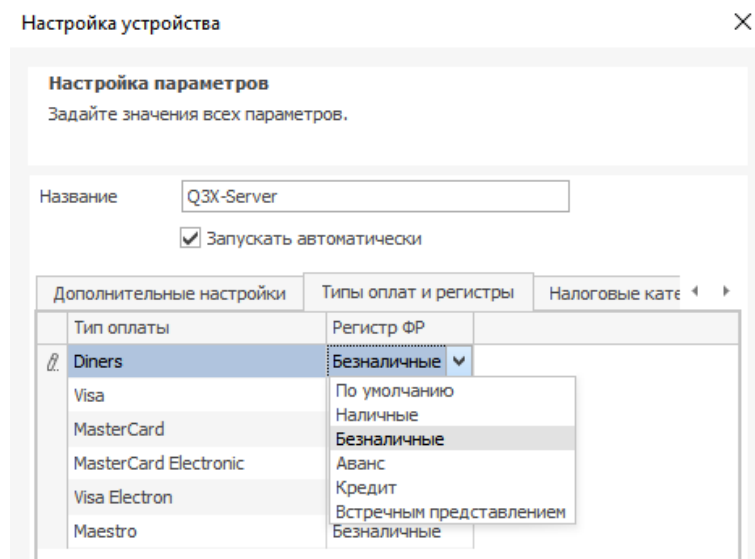 Настройка устройства
Настройка параметров
Задайте значения всех параметров.
Название Q3X-Server
Запускать автоматически
Дополнительные настройки Типы оплат и регистры Налоговые кате
Тип оплаты Регистр ФР
Diners Безналичные
Visa По умолчанию
Наличные
MasterCard Безналичные
MasterCard Electronic Аванс
Visa Electron Кредит
Встречным представлением
Maestro Безналичные